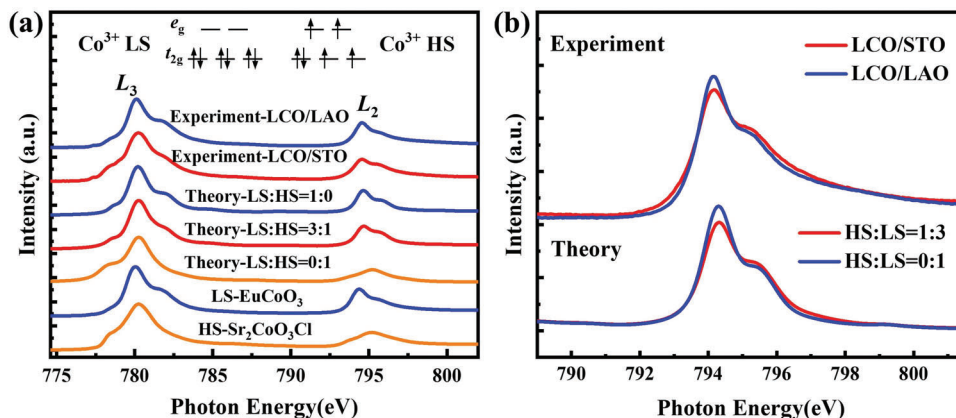 (a)
Co³⁺ LS
e_g
t_2g
Co³⁺ HS
L₃
L₂
Experiment-LCO/LAO
Experiment-LCO/STO
Theory-LS:HS=1:0
Theory-LS:HS=3:1
Theory-LS:HS=0:1
LS-EuCoO₃
HS-Sr₂CoO₃Cl
Intensity (a.u.)
775 780 785 790 795 800
Photon Energy(eV)
(b)
Experiment
LCO/STO
LCO/LAO
Theory
HS:LS=1:3
HS:LS=0:1
Intensity (a.u.)
790 792 794 796 798 800
Photon Energy(eV)